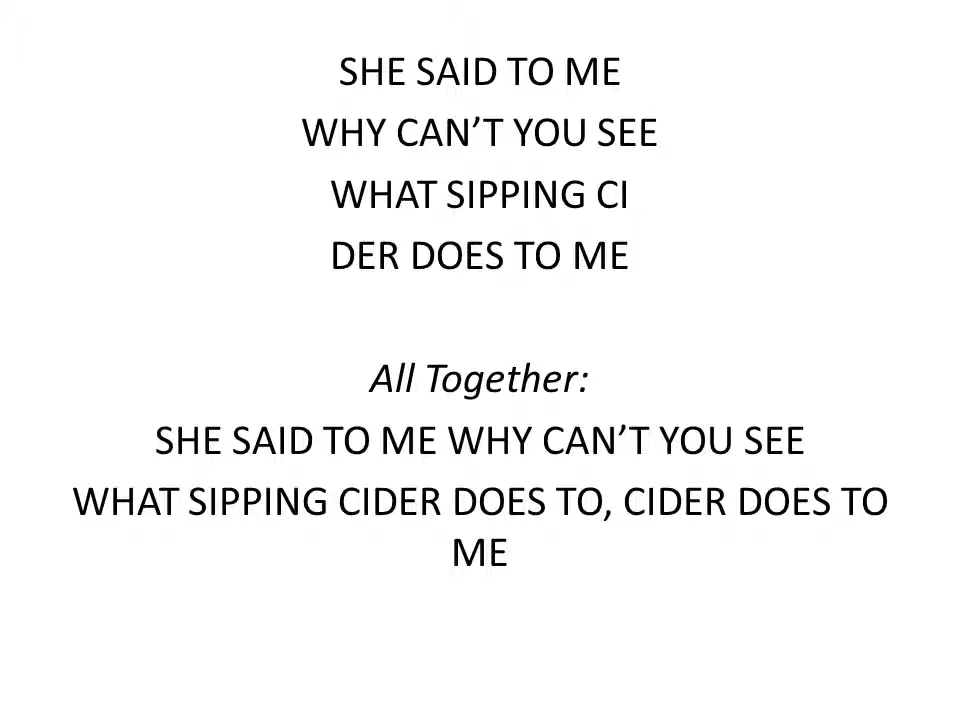 SHE SAID TO ME
WHY CAN’T YOU SEE
WHAT SIPPING CI
DER DOES TO ME
All Together:
SHE SAID TO ME WHY CAN’T YOU SEE
WHAT SIPPING CIDER DOES TO, CIDER DOES TO
ME